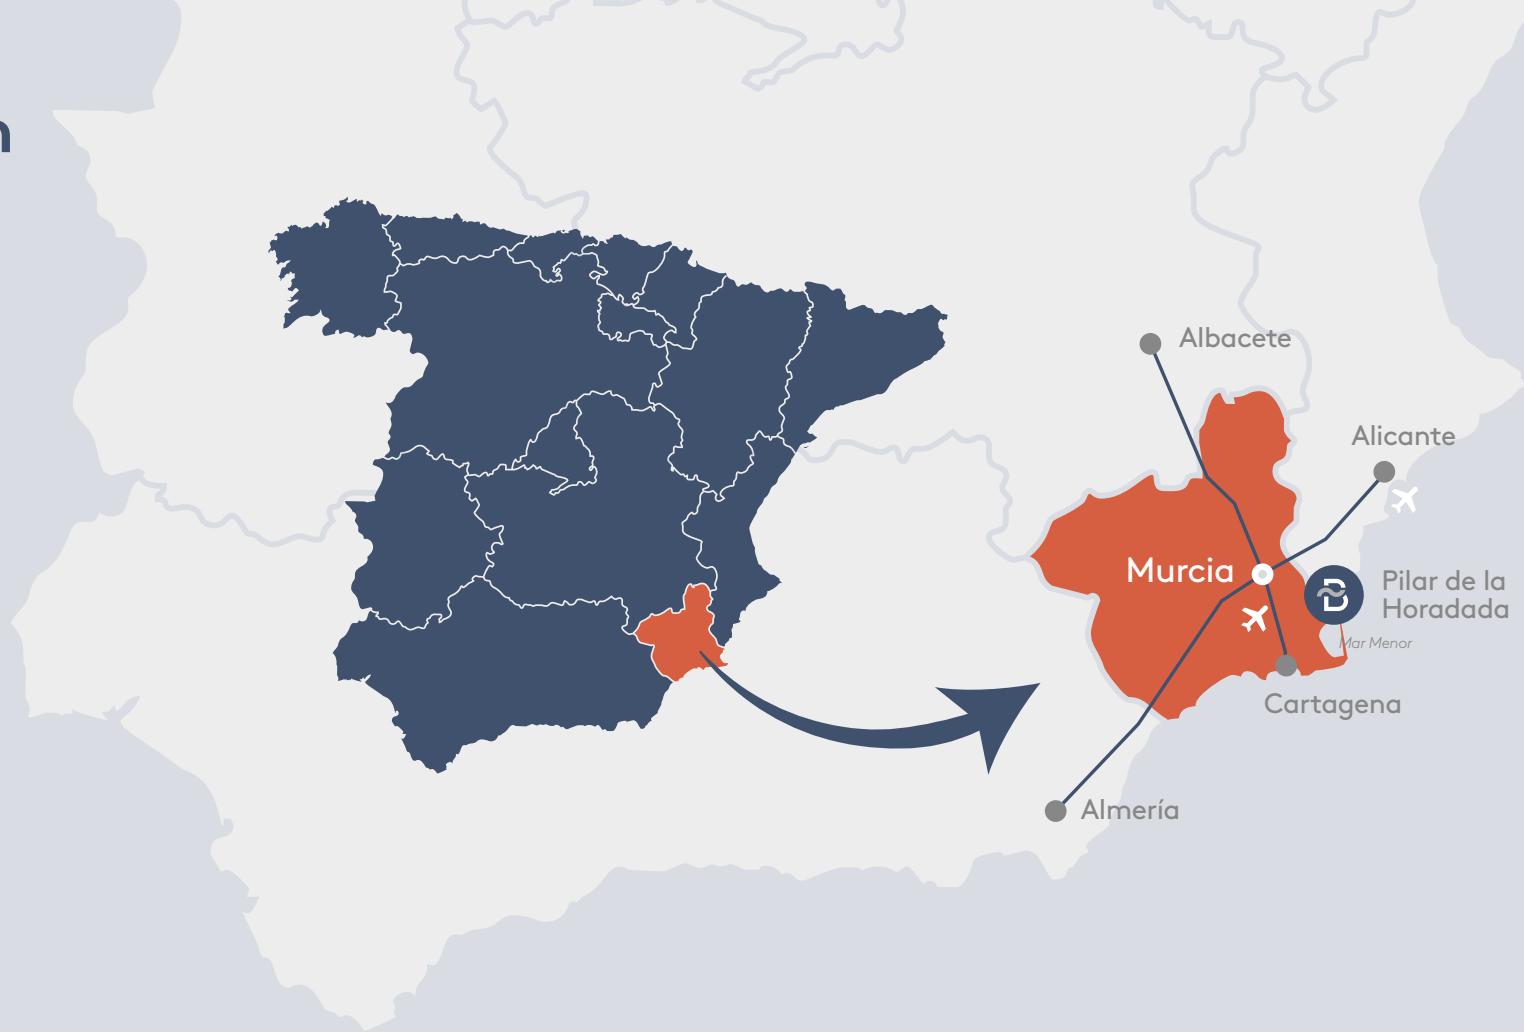 n
Albacete
Alicante
Murcia
B
Pilar de la
Horadada
Mar Menor
Cartagena
Almería